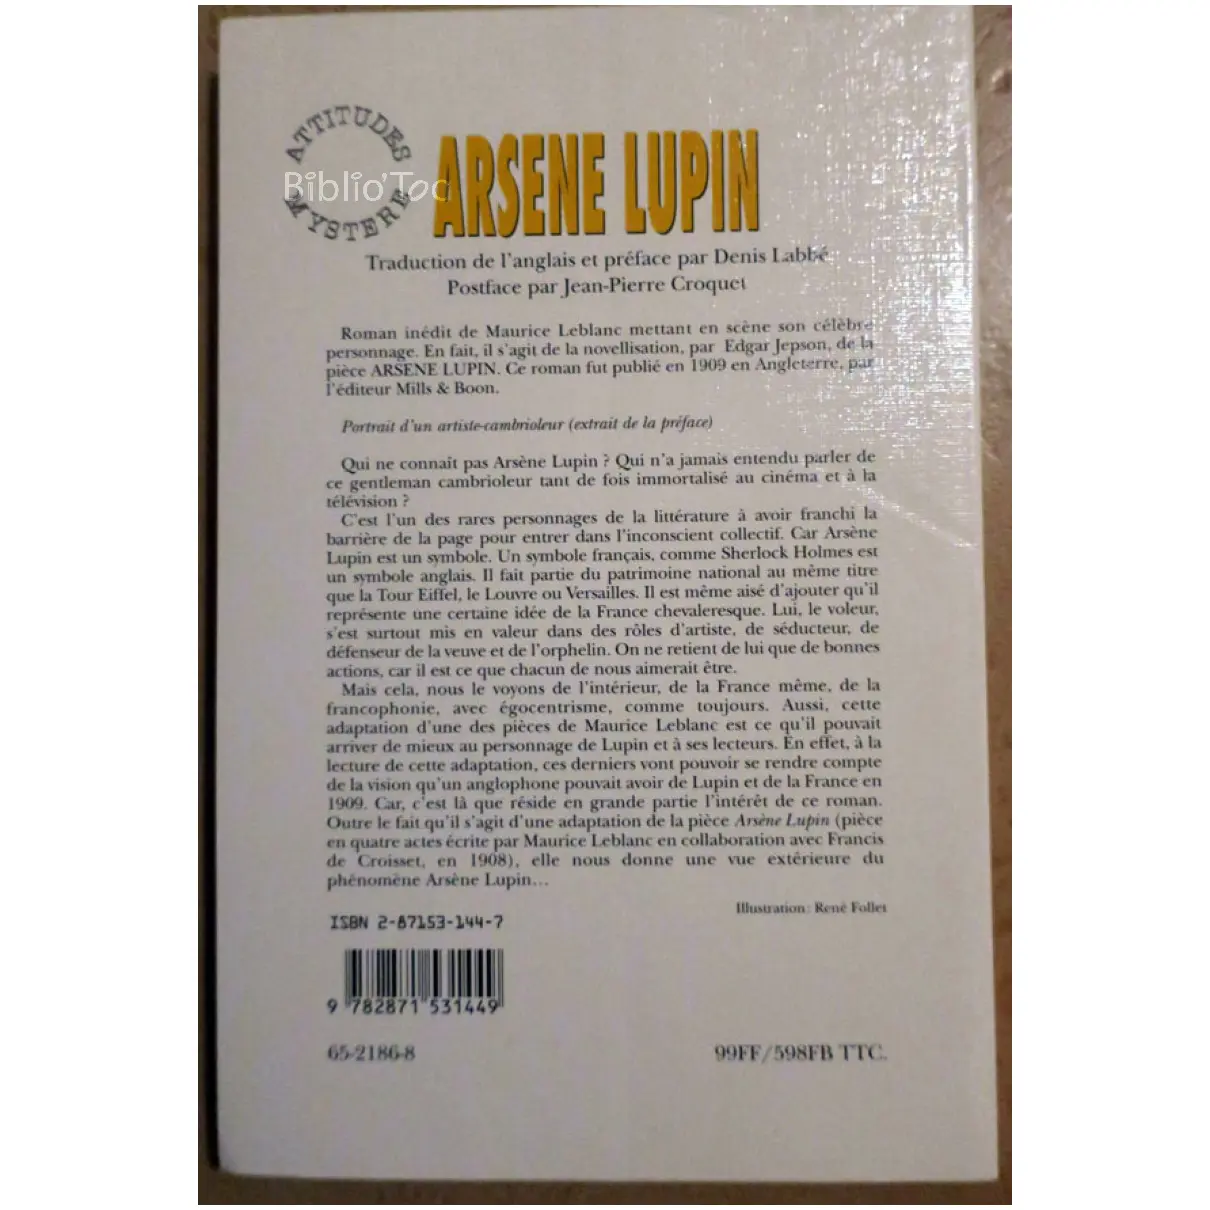 ATTITUDES
MYSTERE
Biblio'Toc
ARSENE LUPIN
Traduction de l'anglais et préface par Denis Labbé
Postface par Jean-Pierre Croquet
Roman inédit de Maurice Leblanc mettant en scène son célèbre
personnage. En fait, il s'agit de la novellisation, par Edgar Jepson, de la
pièce ARSENE LUPIN. Ce roman fut publié en 1909 en Angleterre, par
l'éditeur Mills & Boon.
Portrait d'un artiste-cambrioleur (extrait de la préface)
Qui ne connaît pas Arsène Lupin ? Qui n'a jamais entendu parler de
ce gentleman cambrioleur tant de fois immortalisé au cinéma et à la
télévision ?
C'est l'un des rares personnages de la littérature à avoir franchi la
barrière de la page pour entrer dans l'inconscient collectif. Car Arsène
Lupin est un symbole. Un symbole français, comme Sherlock Holmes est
un symbole anglais. Il fait partie du patrimoine national au même titre
que la Tour Eiffel, le Louvre ou Versailles. Il est même aisé d'ajouter qu'il
représente une certaine idée de la France chevaleresque. Lui, le voleur,
s'est surtout mis en valeur dans des rôles d'artiste, de séducteur, de
défenseur de la veuve et de l'orphelin. On ne retient de lui que de bonnes
actions, car il est ce que chacun de nous aimerait être.
Mais cela, nous le voyons de l'intérieur, de la France même, de la
francophonie, avec égocentrisme, comme toujours. Aussi, cette
adaptation d'une des pièces de Maurice Leblanc est ce qu'il pouvait
arriver de mieux au personnage de Lupin et à ses lecteurs. En effet, à la
lecture de cette adaptation, ces derniers vont pouvoir se rendre compte
de la vision qu'un anglophone pouvait avoir de Lupin et de la France en
1909. Car, c'est là que réside en grande partie l'intérêt de ce roman.
Outre le fait qu'il s'agit d'une adaptation de la pièce Arsène Lupin (pièce
en quatre actes écrite par Maurice Leblanc en collaboration avec Francis
de Croisset, en 1908), elle nous donne une vue extérieure du
phénomène Arsène Lupin...
Illustration: René Follet
ISBN 2-87153-144-7
9 782871 531449
65-2186-8
99FF/598FB TTC.